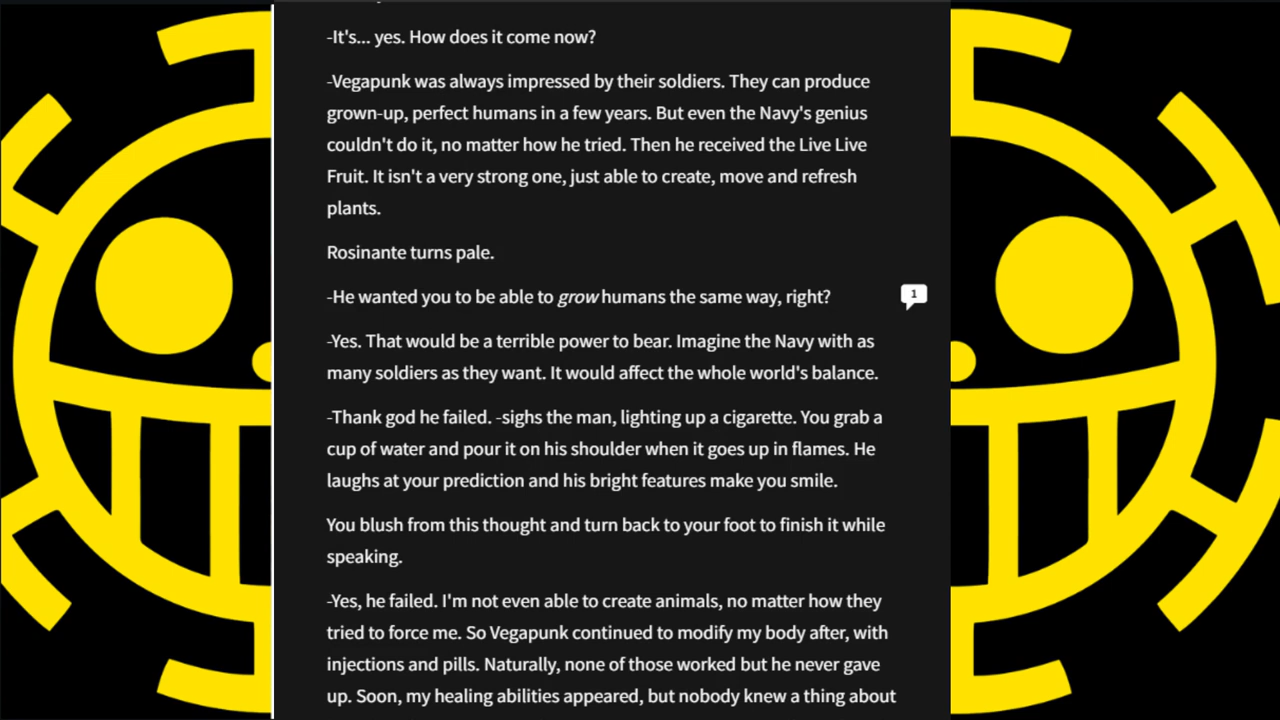 -It's... yes. How does it come now?
-Vegapunk was always impressed by their soldiers. They can produce
grown-up, perfect humans in a few years. But even the Navy's genius
couldn't do it, no matter how he tried. Then he received the Live Live
Fruit. It isn't a very strong one, just able to create, move and refresh
plants.
Rosinante turns pale.
-He wanted you to be able to grow humans the same way, right?
1
-Yes. That would be a terrible power to bear. Imagine the Navy with as
many soldiers as they want. It would affect the whole world's balance.
-Thank god he failed. -sighs the man, lighting up a cigarette. You grab a
cup of water and pour it on his shoulder when it goes up in flames. He
laughs at your prediction and his bright features make you smile.
You blush from this thought and turn back to your foot to finish it while
speaking.
-Yes, he failed. I'm not even able to create animals, no matter how they
tried to force me. So Vegapunk continued to modify my body after, with
injections and pills. Naturally, none of those worked but he never gave
up. Soon, my healing abilities appeared, but nobody knew a thing about